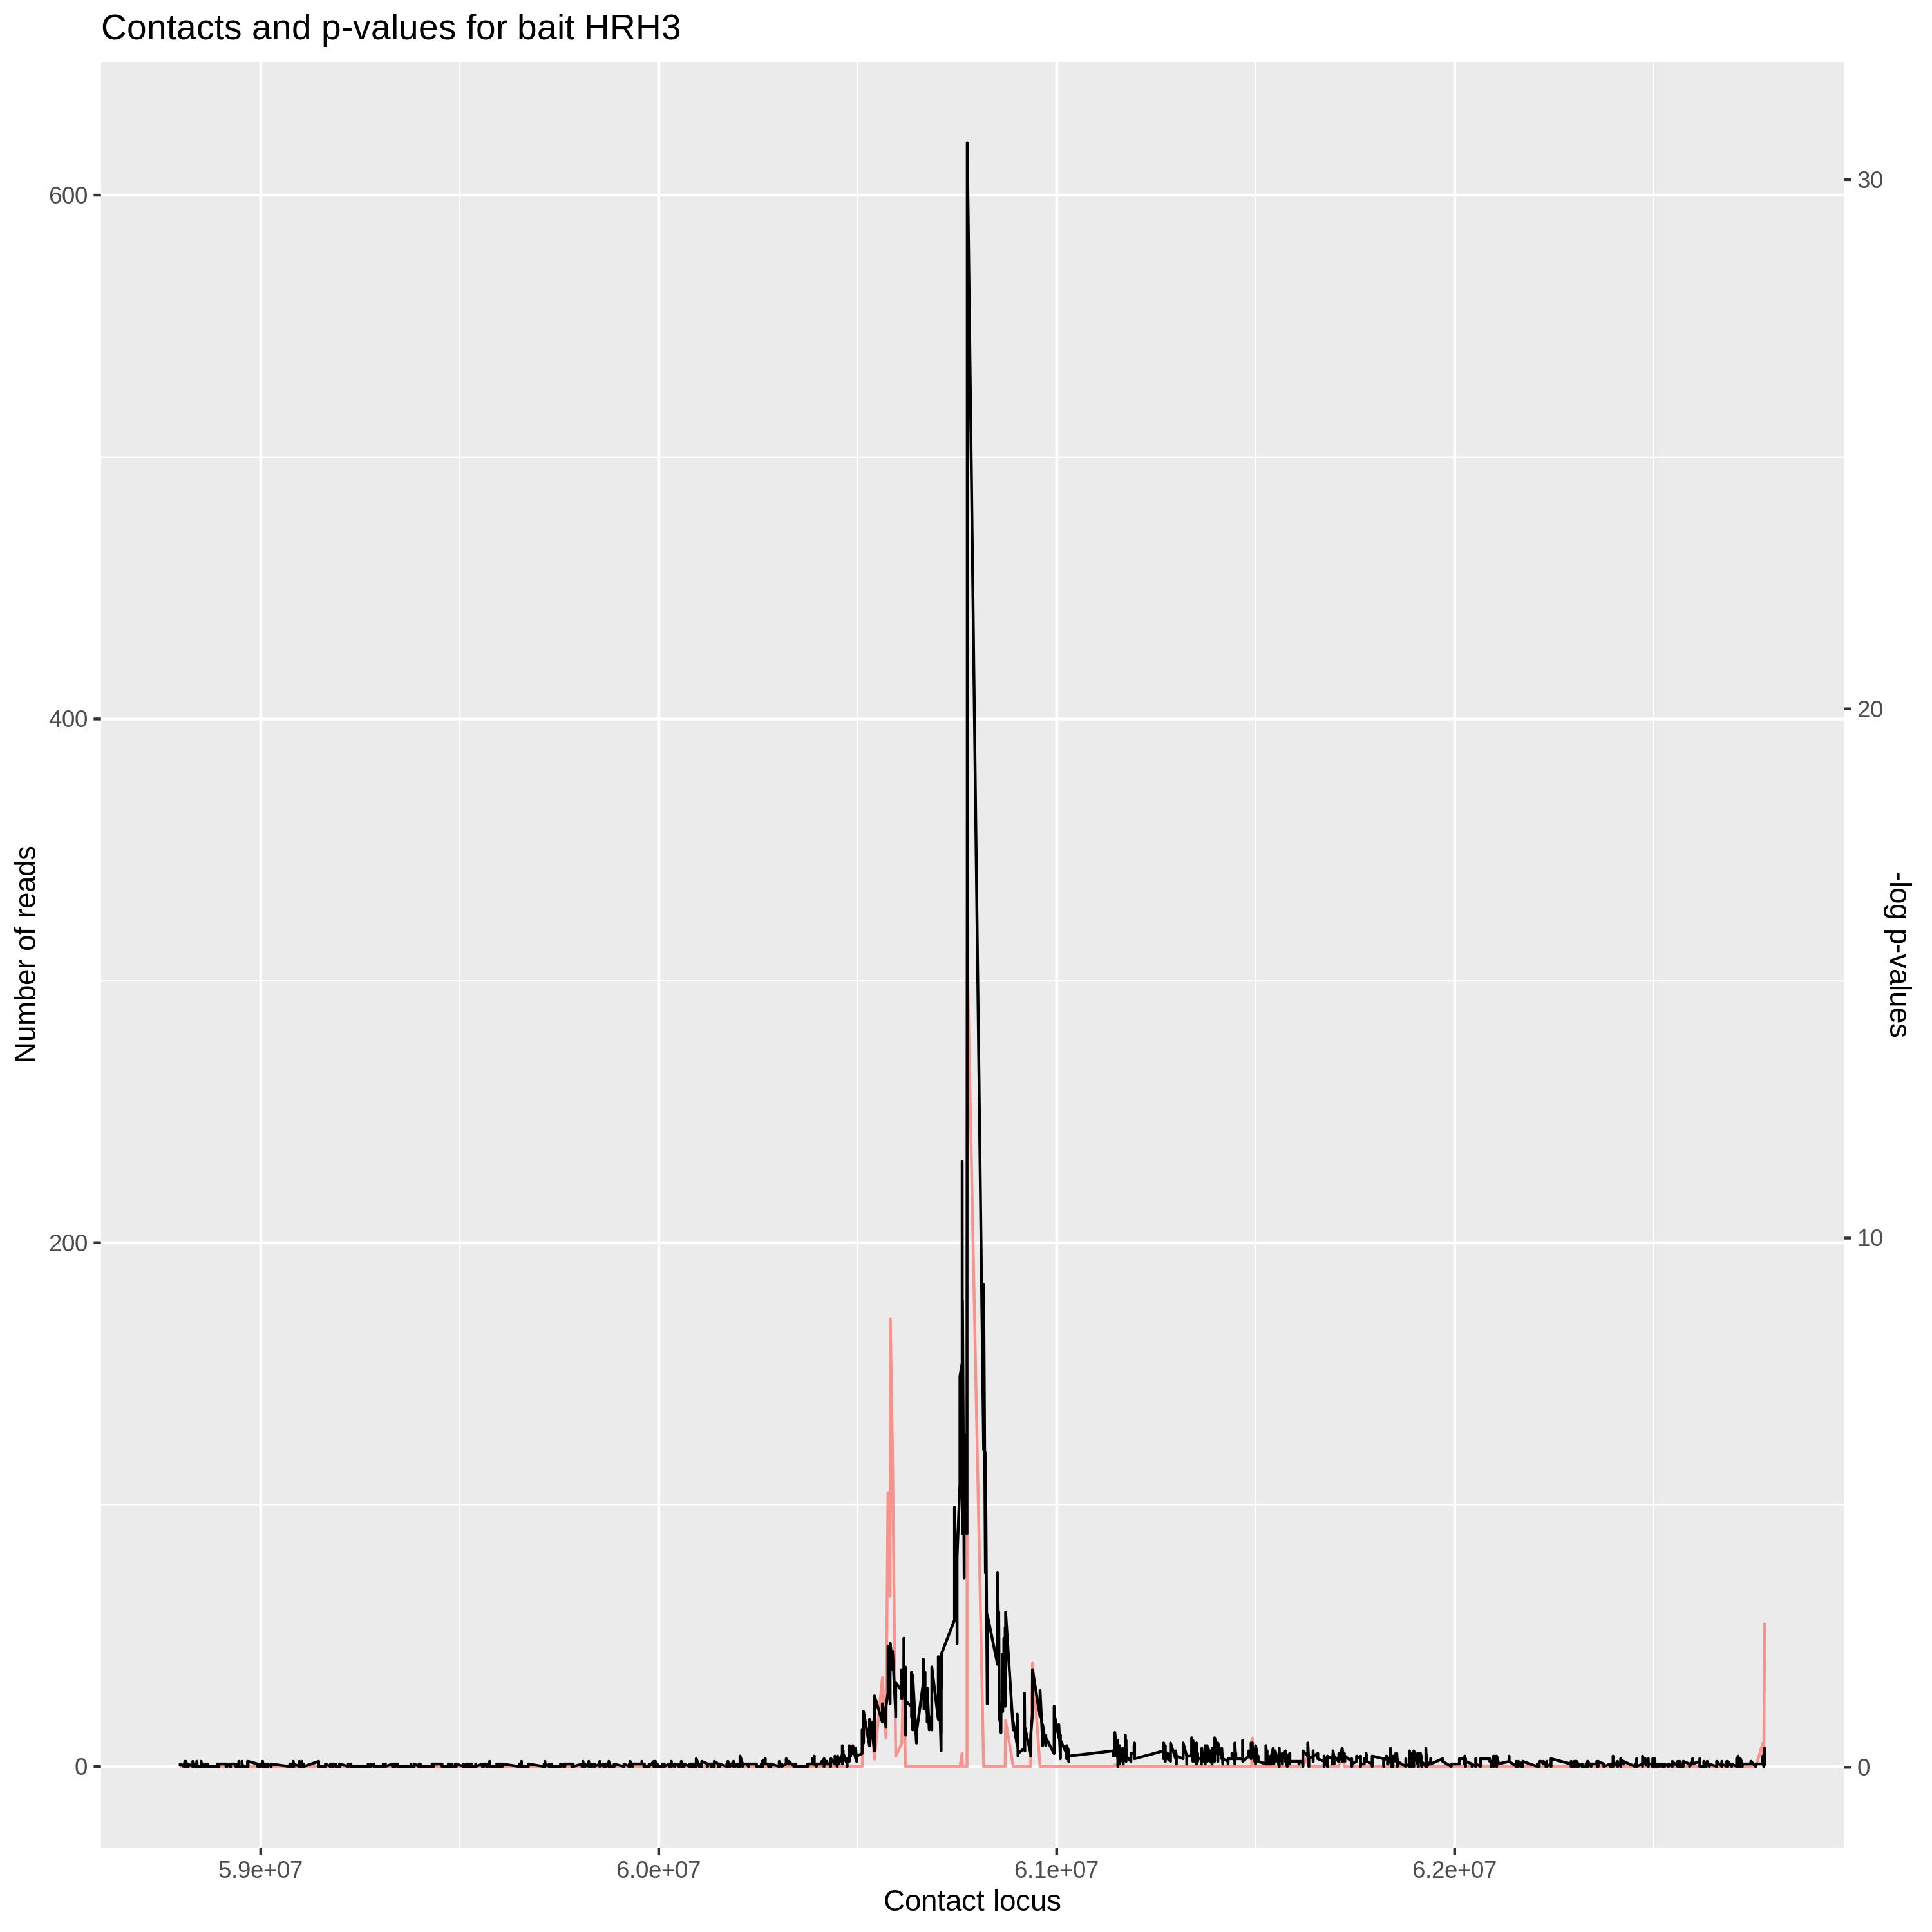 Contacts and p-values for bait HRH3
600
400
200
0
30
20
10
0
Number of reads
-log p-values
5.9e+07 6.0e+07 6.1e+07 6.2e+07
Contact locus